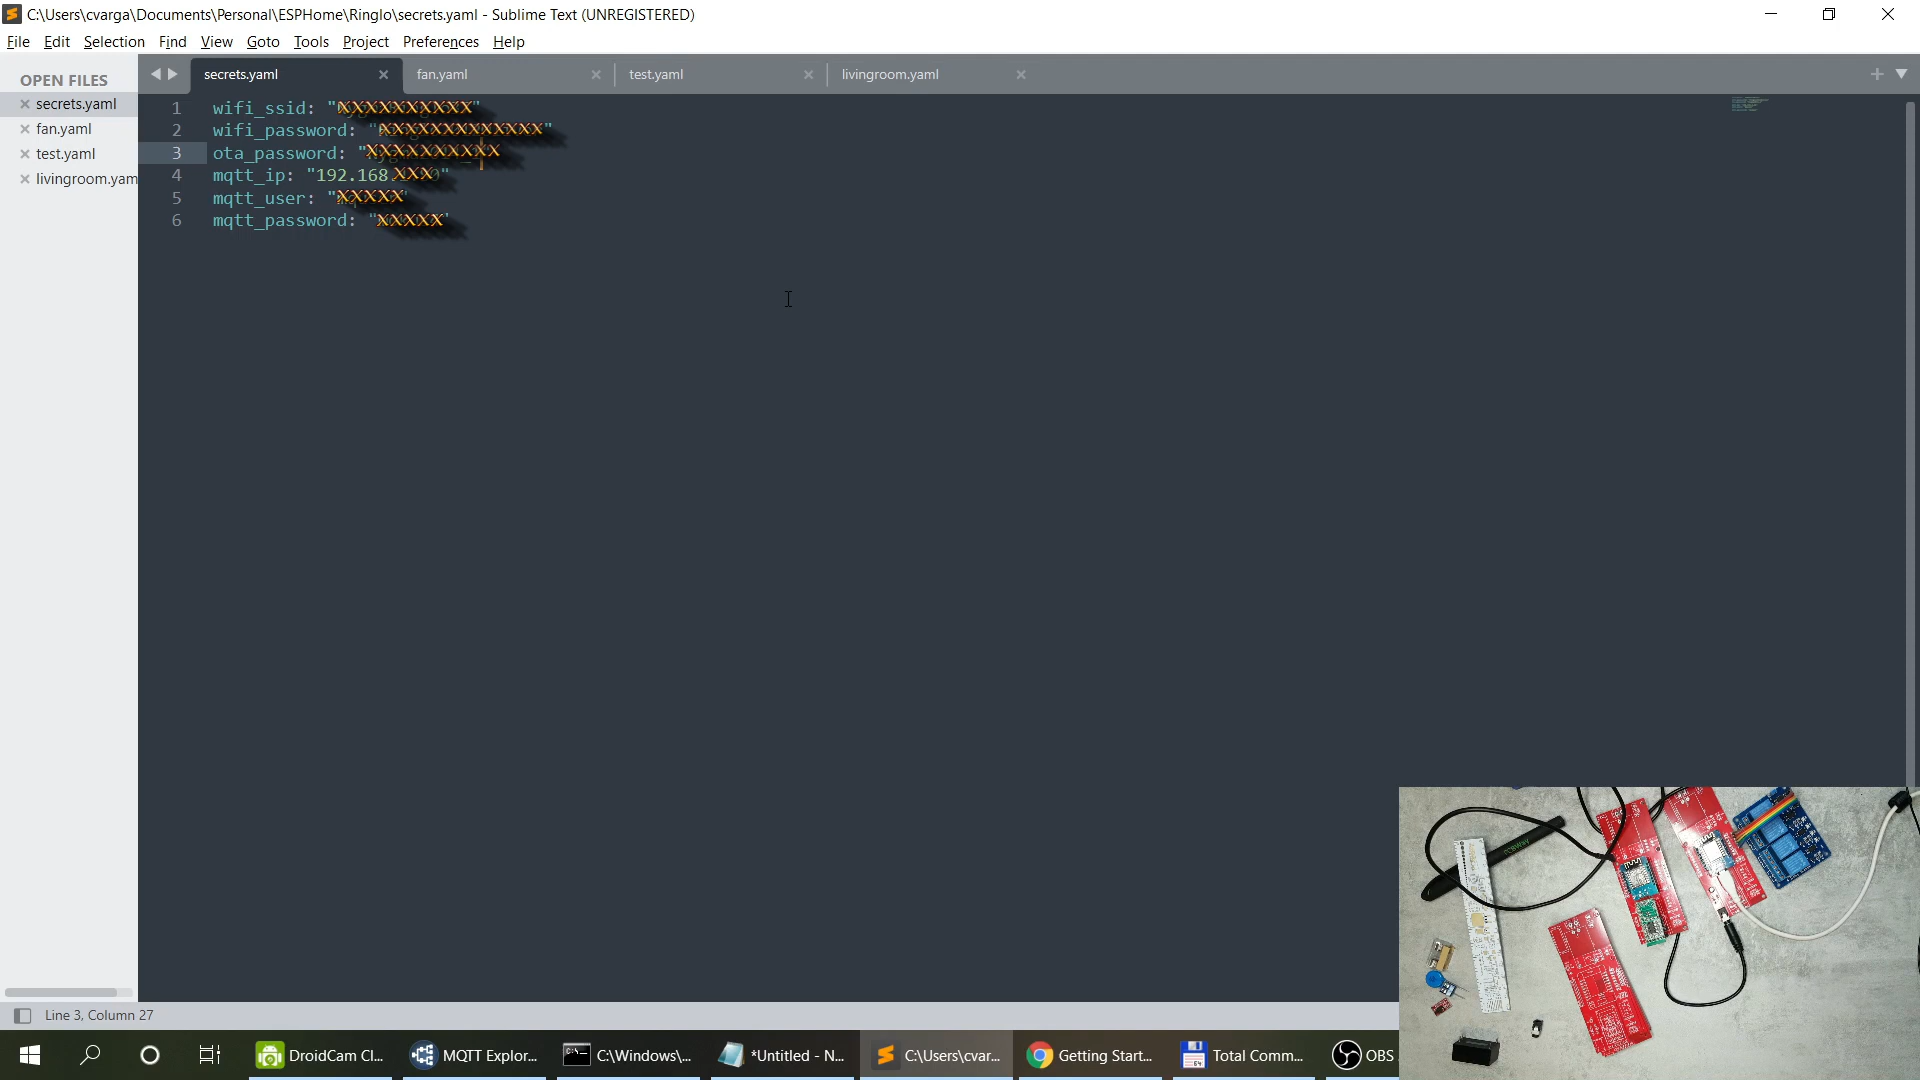 C:\Users\cvarga\Documents\Personal\ESPHome\Ringlo\secrets.yaml - Sublime Text (UNREGISTERED)
File Edit Selection Find View Goto Tools Project Preferences Help
OPEN FILES
secrets.yaml
fan.yaml
test.yaml
livingroom.yam
secrets.yaml fan.yaml test.yaml livingroom.yaml
1 wifi_ssid: "XXXXXXXXXX"
2 wifi_password: "XXXXXXXXXXXXX"
3 ota_password: "XXXXXXXXXX
4 mqtt_ip: "192.168.XXX"
5 mqtt_user: "XXXXX"
6 mqtt_password: "XXXXX"
Line 3, Column 27
DroidCam Cl... MQTT Explor... C:\Windows\... *Untitled - N... C:\Users\cvar... Getting Start... Total Comm... OBS